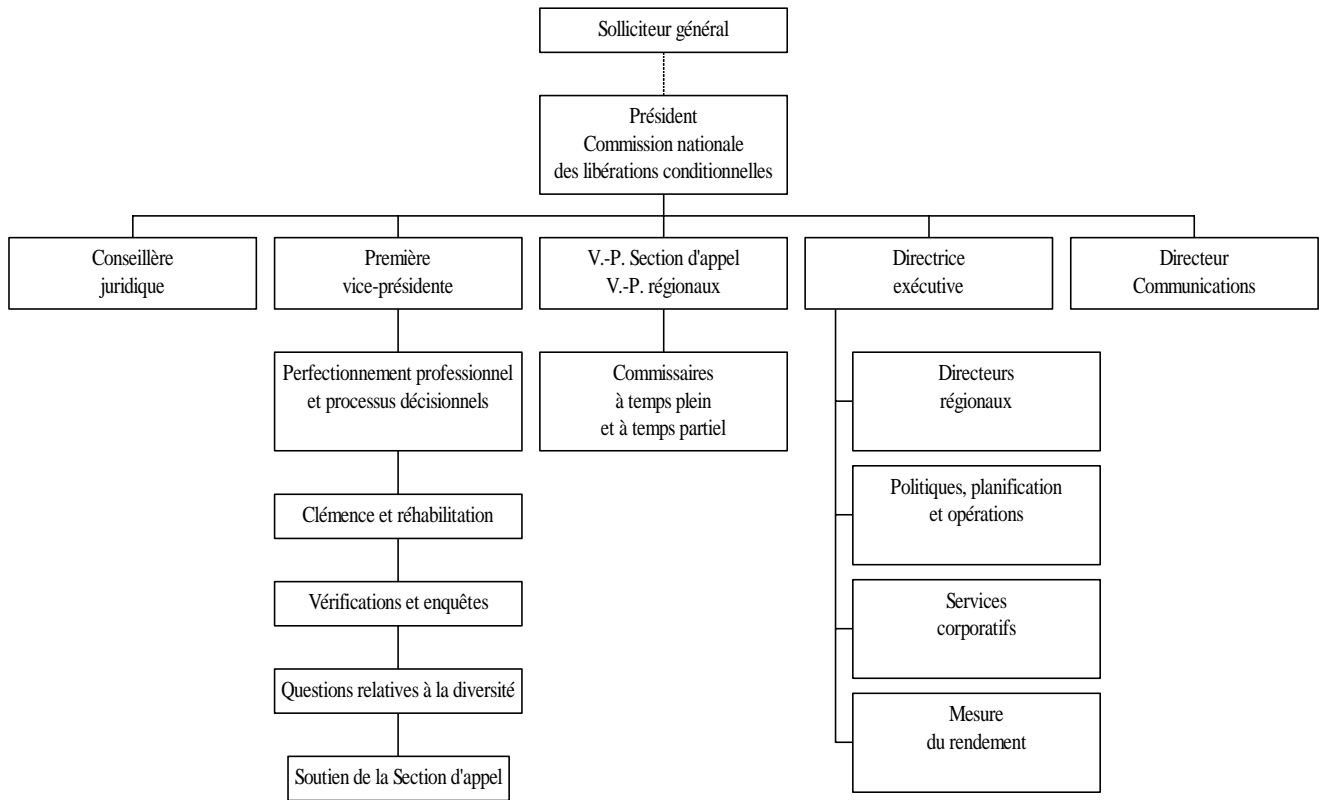 Solliciteur général
Président
Commission nationale
des libérations conditionnelles
Conseillère
juridique
Première
vice-présidente
V.-P. Section d'appel
V.-P. régionaux
Directrice
exécutive
Directeur
Communications
Perfectionnement professionnel
et processus décisionnels
Clémence et réhabilitation
Vérifications et enquêtes
Questions relatives à la diversité
Soutien de la Section d'appel
Commissaires
à temps plein
et à temps partiel
Directeurs
régionaux
Politiques, planification
et opérations
Services
corporatifs
Mesure
du rendement